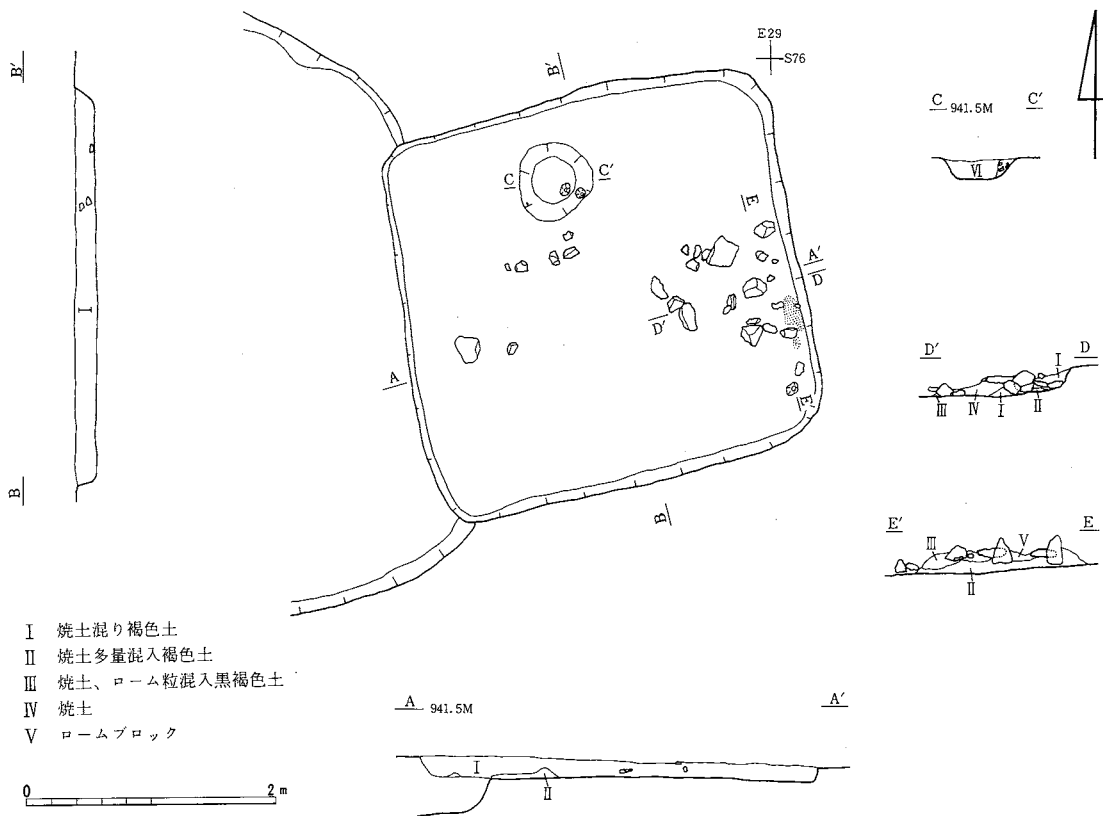 E29
S76
B'
B'
C 941.5M C'
VI
C C'
E
A'
D
D'
I
A
E'
B
B
D' D
I
III IV I II
E' E
III V
II
I 焼土混り褐色土
II 焼土多量混入褐色土
III 焼土、ローム粒混入黒褐色土
IV 焼土
V ロームブロック
A 941.5M A'
I
II
0 2m